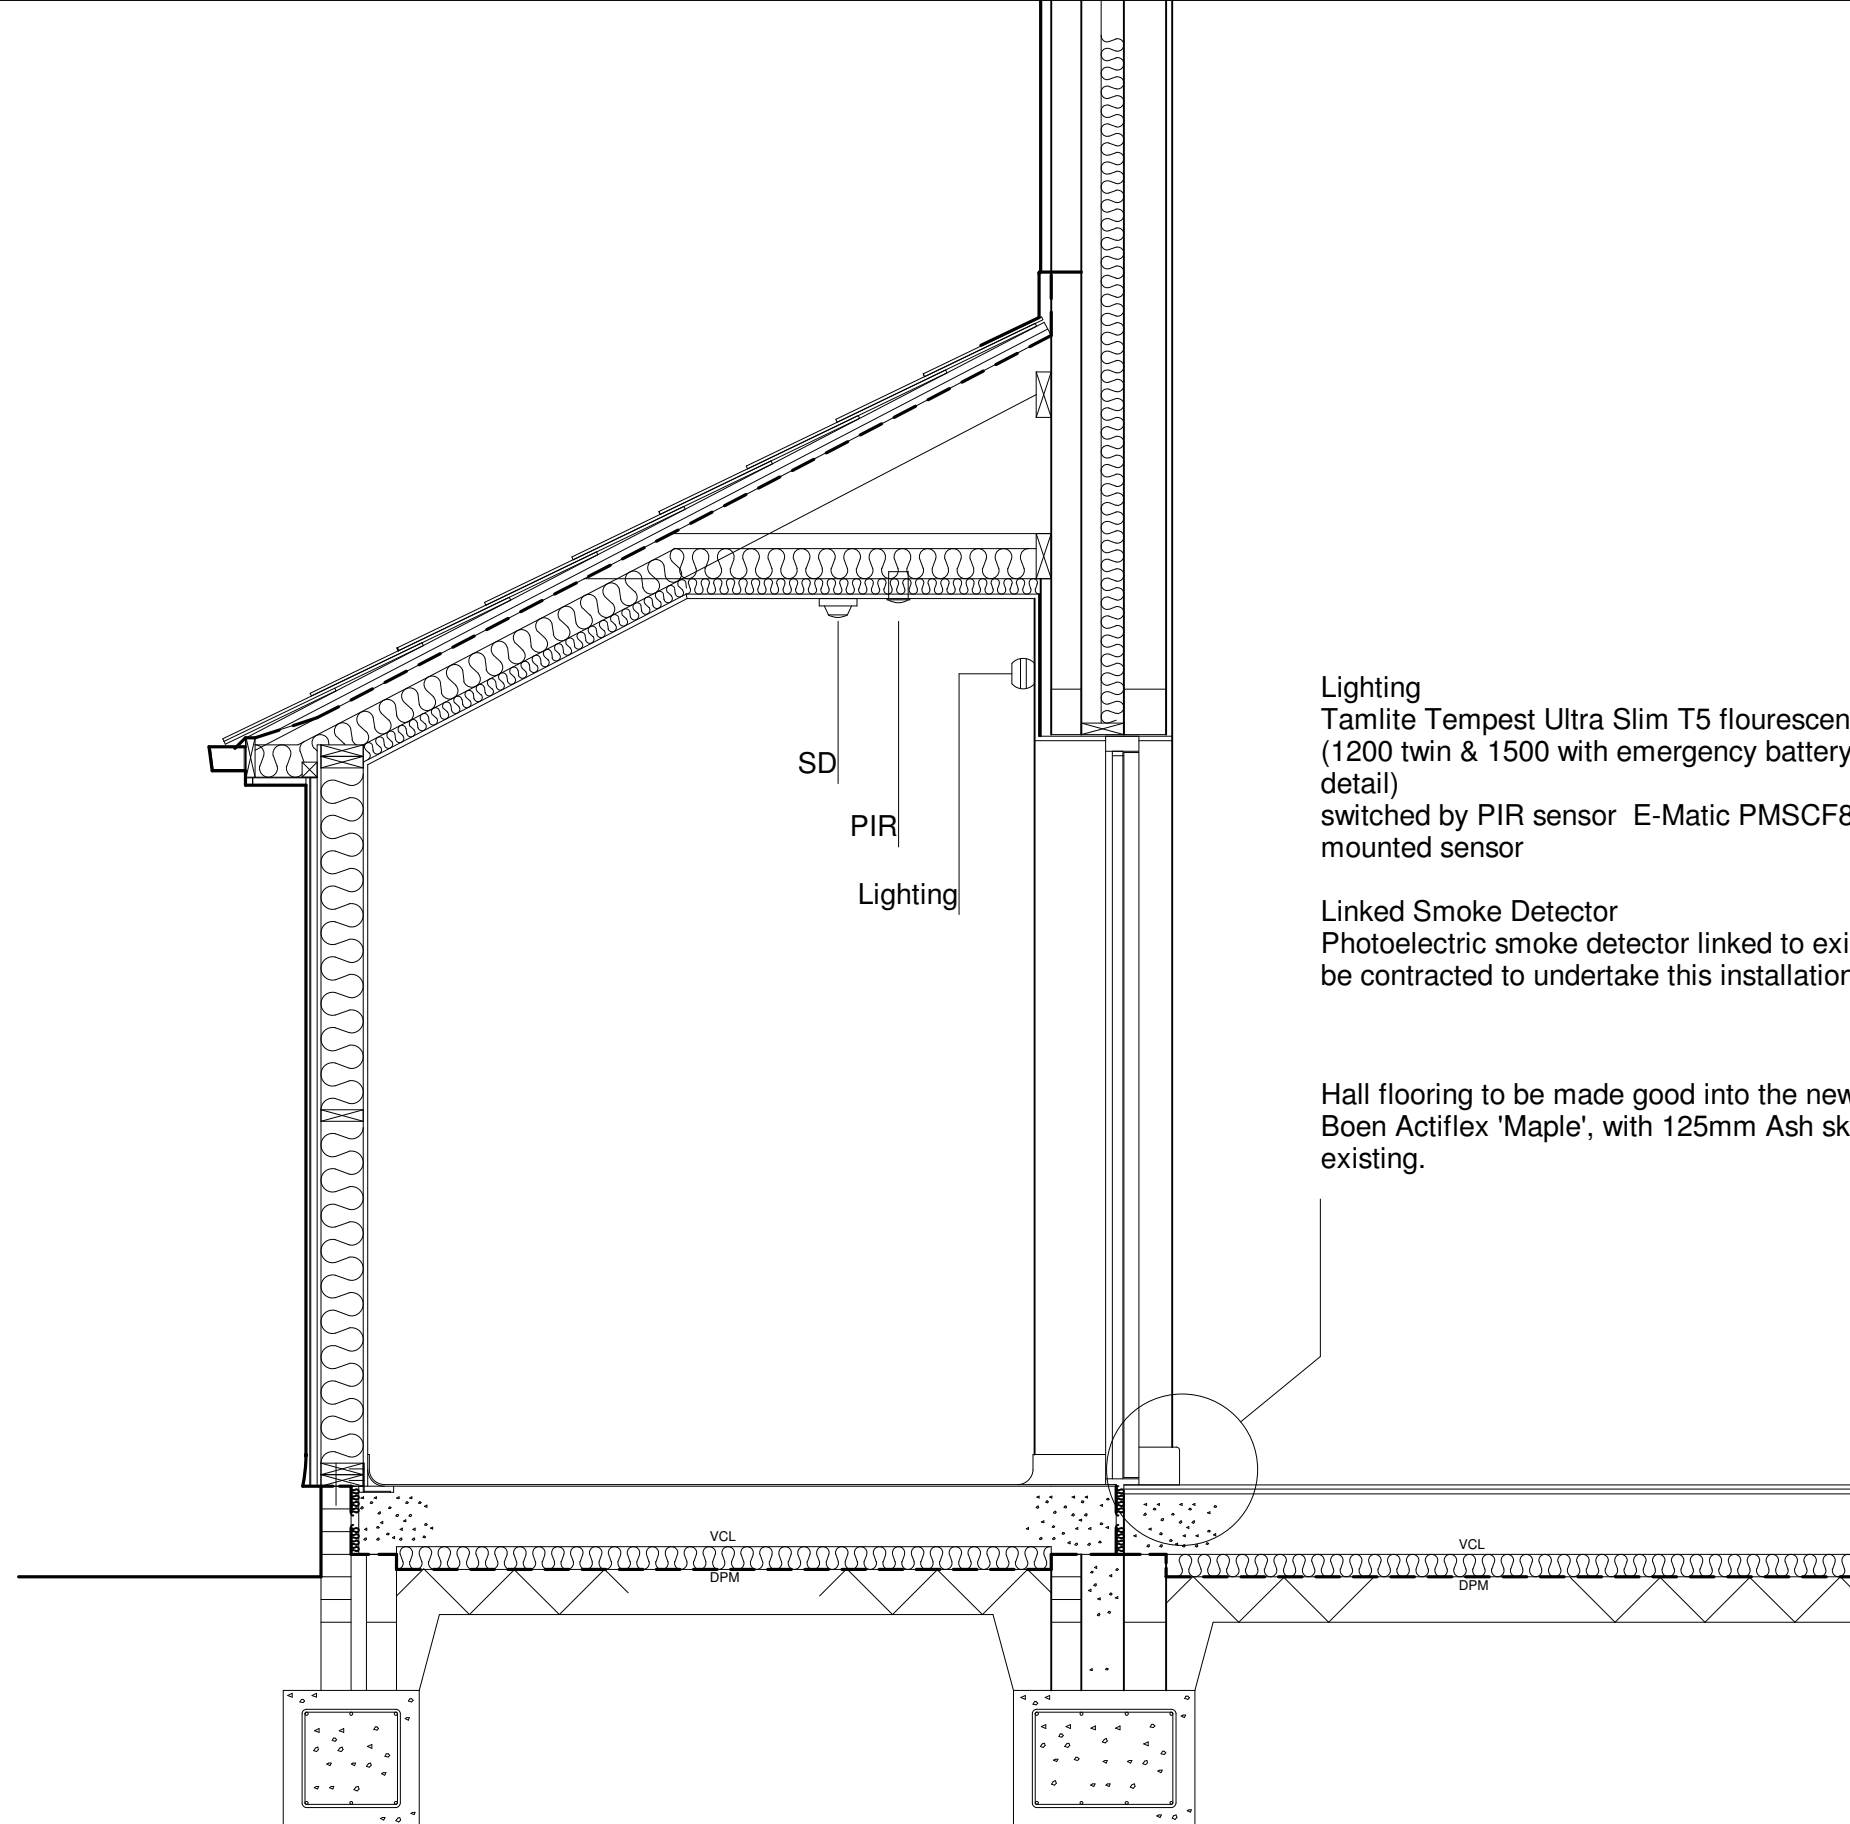 Lighting
Tamlite Tempest Ultra Slim T5 flourescen
(1200 twin & 1500 with emergency battery
detail)
switched by PIR sensor  E-Matic PMSCF8
mounted sensor
SD
PIR
Lighting
Linked Smoke Detector
Photoelectric smoke detector linked to exi
be contracted to undertake this installation
Hall flooring to be made good into the new
Boen Actiflex 'Maple', with 125mm Ash sk
existing.
VCL
DPM
VCL
DPM